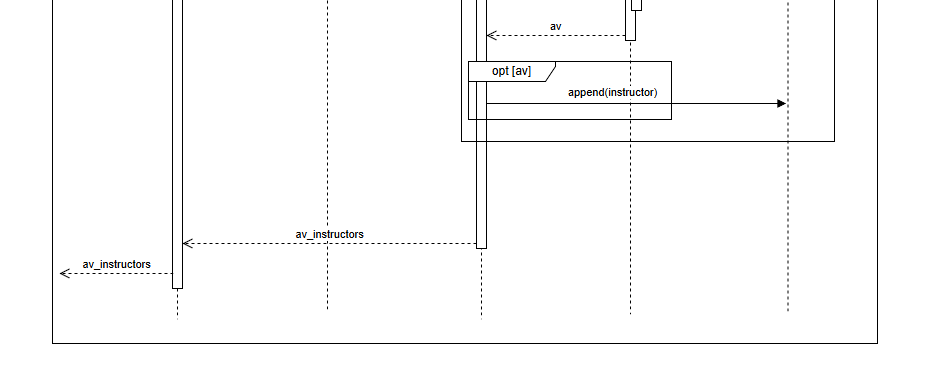 av
opt [av]
append(instructor)
av_instructors
av_instructors